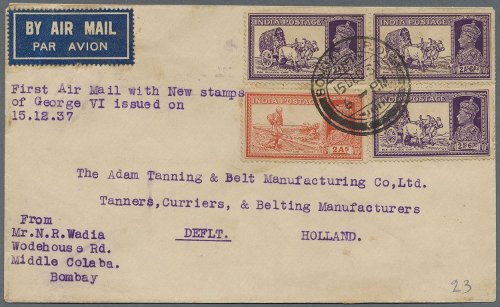 BY AIR MAIL
PAR AVION
INDIA POSTAGE
INDIA POSTAGE
First Air Mail with New stamps
of George VI issued on
15.12.37
INDIA POSTAGE
2AS
INDIA POSTAGE
The Adam Tanning & Belt Manufacturing Co,Ltd.
Tanners,Curriers, & Belting Manufacturers
DEFLT. HOLLAND.
From
Mr.N.R.Wadia
Wodehouse Rd.
Middle Colaba.
Bombay
23